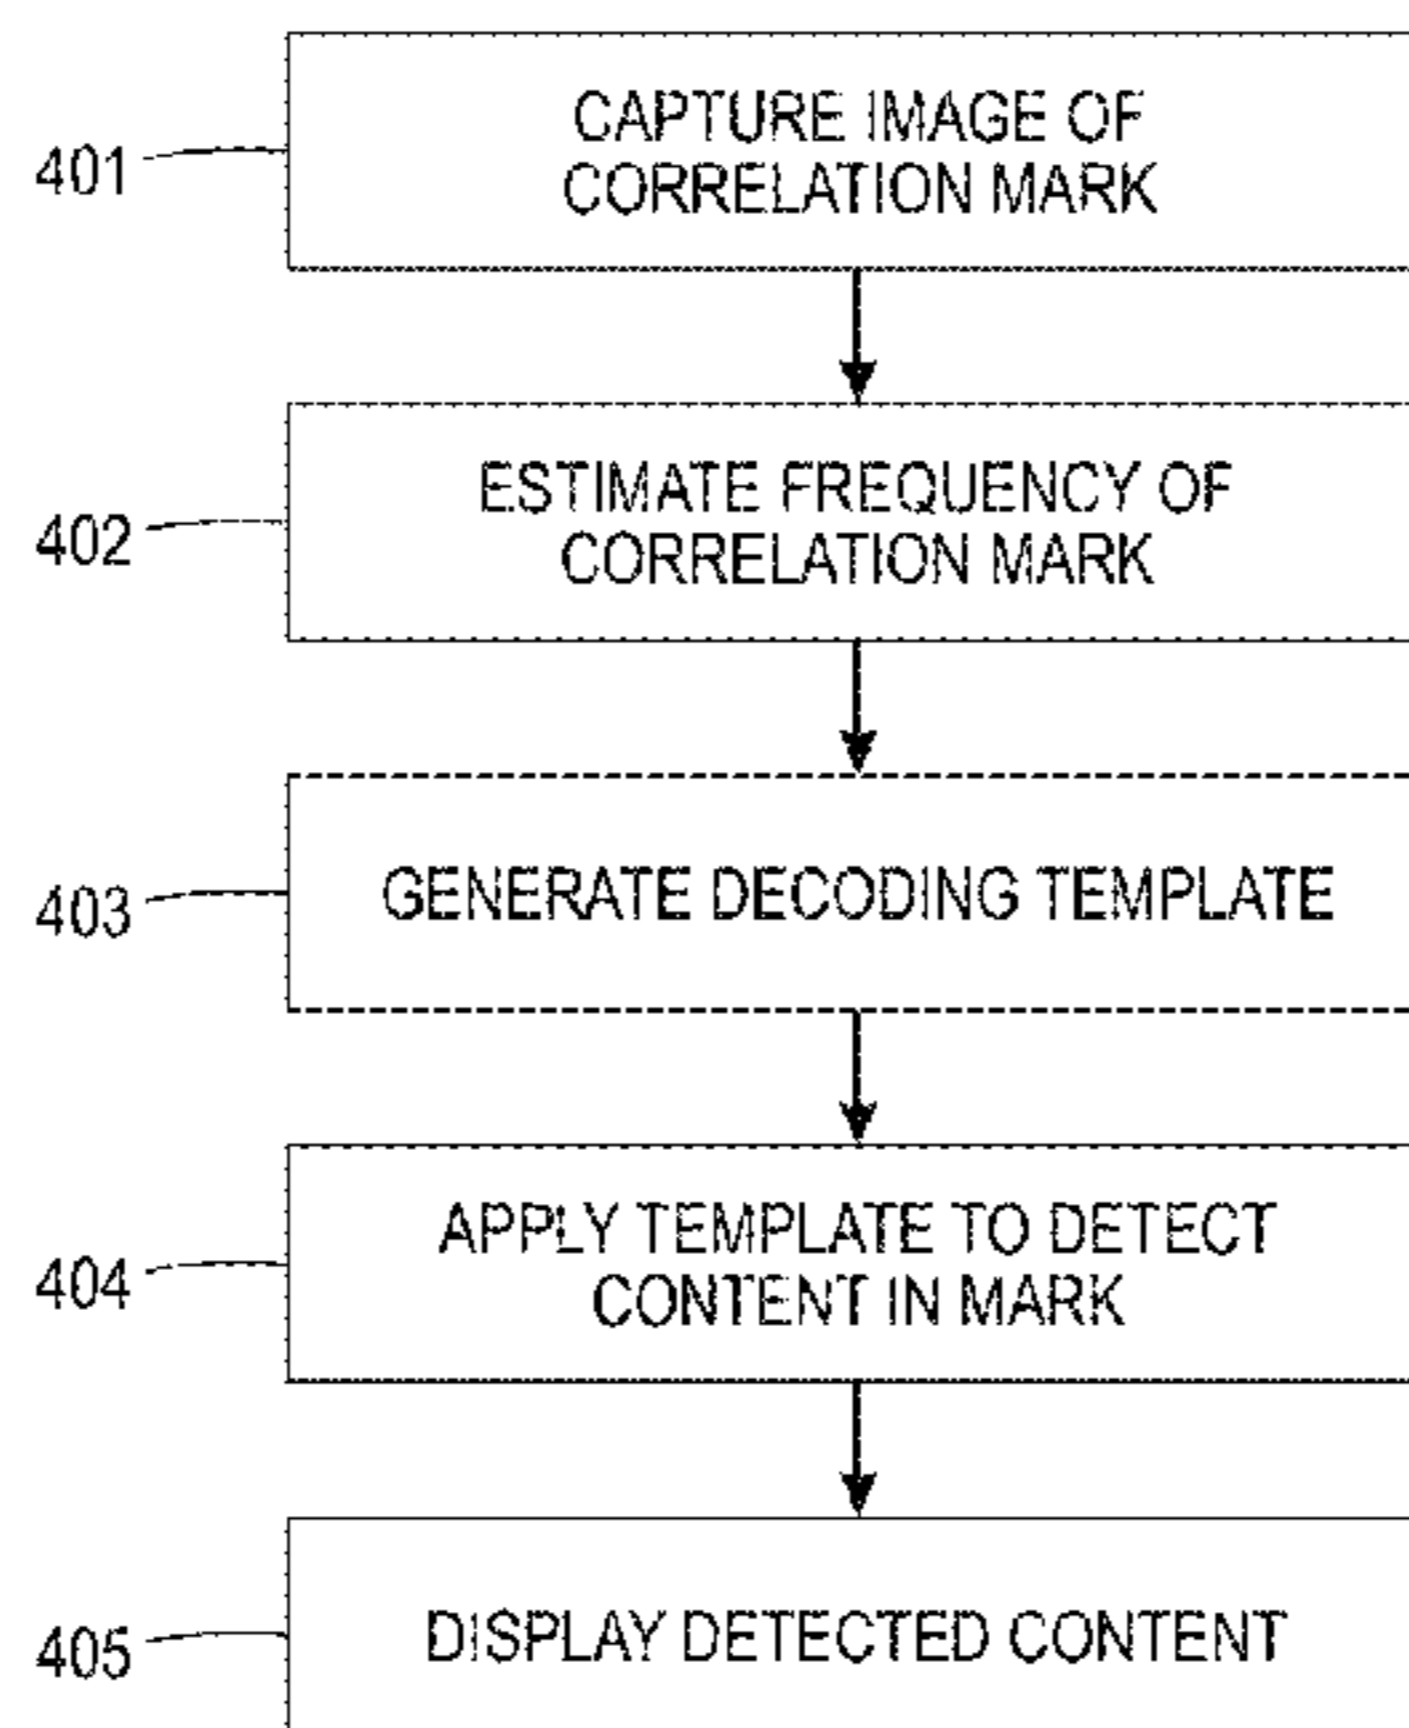 401
CAPTURE IMAGE OF
CORRELATION MARK
402
ESTIMATE FREQUENCY OF
CORRELATION MARK
403
GENERATE DECODING TEMPLATE
404
APPLY TEMPLATE TO DETECT
CONTENT IN MARK
405
DISPLAY DETECTED CONTENT